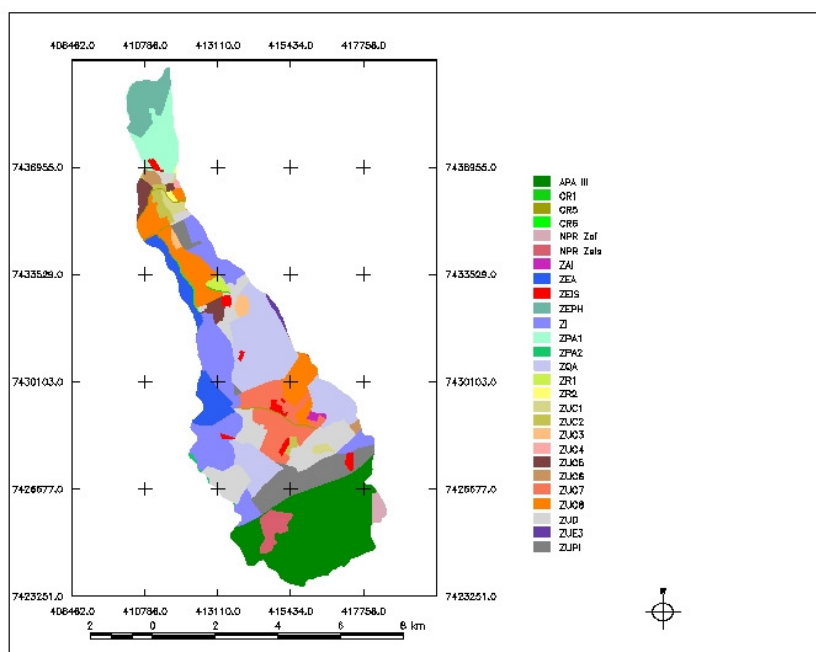 408462.0 410786.0 413110.0 415434.0 417758.0
7436955.0 7436955.0
7433529.0 7433529.0
7430103.0 7430103.0
7426677.0 7426677.0
7423251.0 7423251.0
408462.0 410786.0 413110.0 415434.0 417758.0
2 0 2 4 6 8 km
APA III
CR1
CR5
CR6
NPR Zef
NPR Zeis
ZAI
ZEA
ZEIS
ZEPH
ZI
ZPA1
ZPA2
ZQA
ZR1
ZR2
ZUC1
ZUC2
ZUC3
ZUC4
ZUC5
ZUC6
ZUC7
ZUC8
ZUD
ZUE3
ZUPI